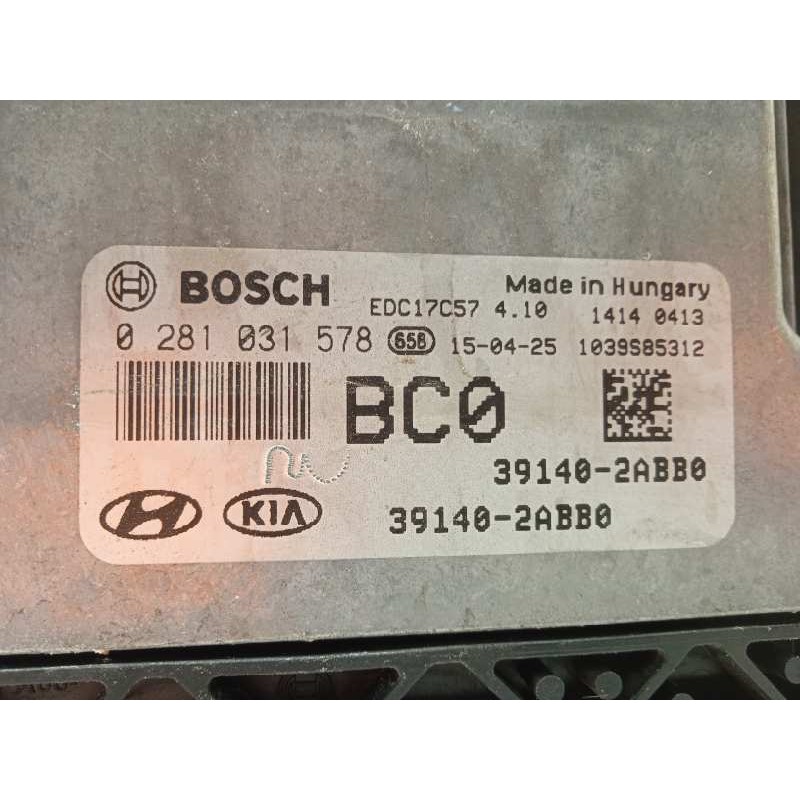 BOSCH Made in Hungary
EDC17C57 4.10 1414 0413
0 281 031 578 65B 15-04-25 1039S85312
BC0
39140-2ABB0
KIA 39140-2ABB0